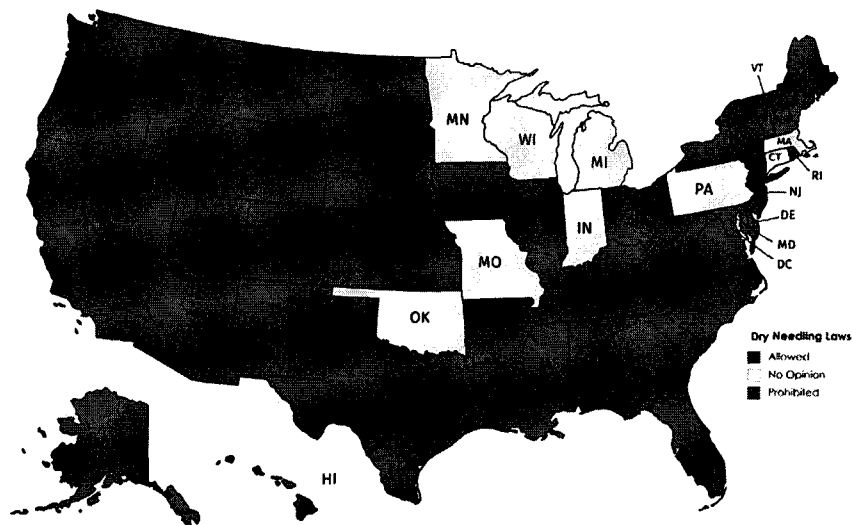 VT
MN
MA
WI
CT
MI
RI
PA
NJ
IN
DE
MO
MD
DC
OK
Dry Needling Laws
Allowed
No Opinion
Prohibited
HI